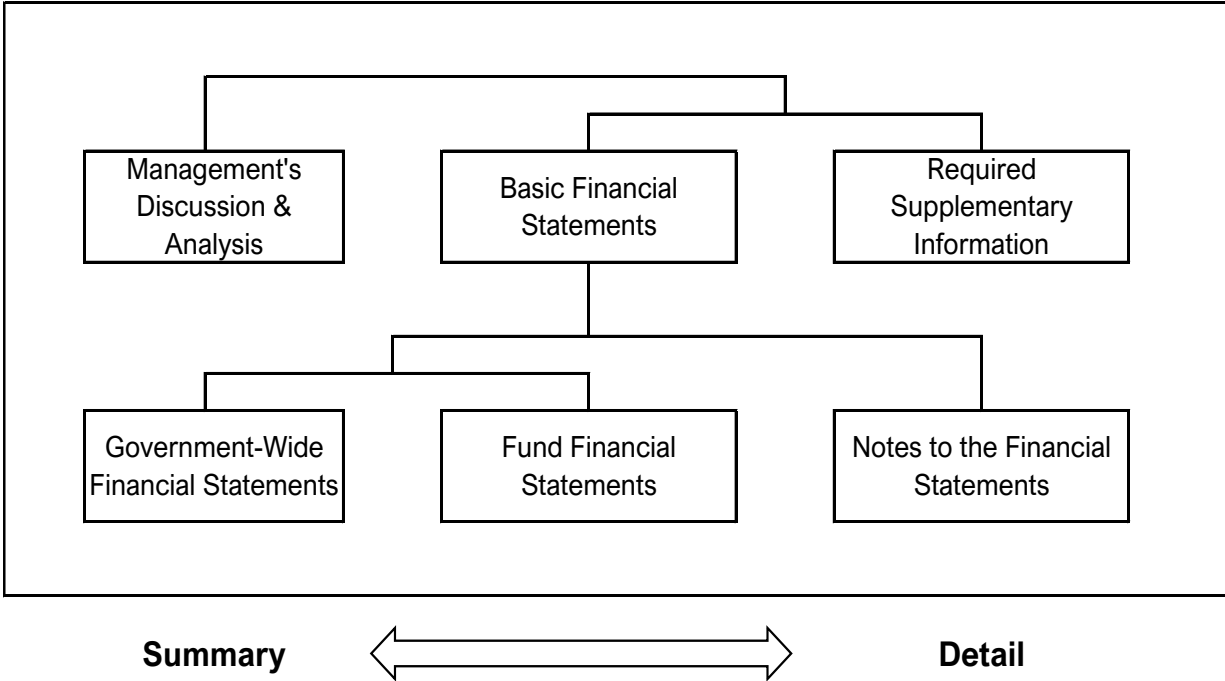 Management's
Discussion &
Analysis
Basic Financial
Statements
Required
Supplementary
Information
Government-Wide
Financial Statements
Fund Financial
Statements
Notes to the Financial
Statements
Summary
Detail